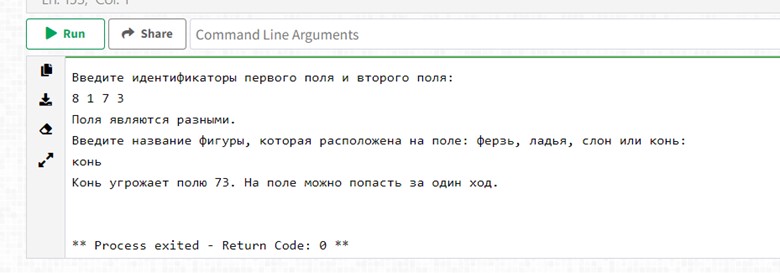 Ln: 155, Col: 1
Run
Share
Command Line Arguments
Введите идентификаторы первого поля и второго поля:
8 1 7 3
Поля являются разными.
Введите название фигуры, которая расположена на поле: ферзь, ладья, слон или конь:
конь
Конь угрожает полю 73. На поле можно попасть за один ход.
** Process exited - Return Code: 0 **